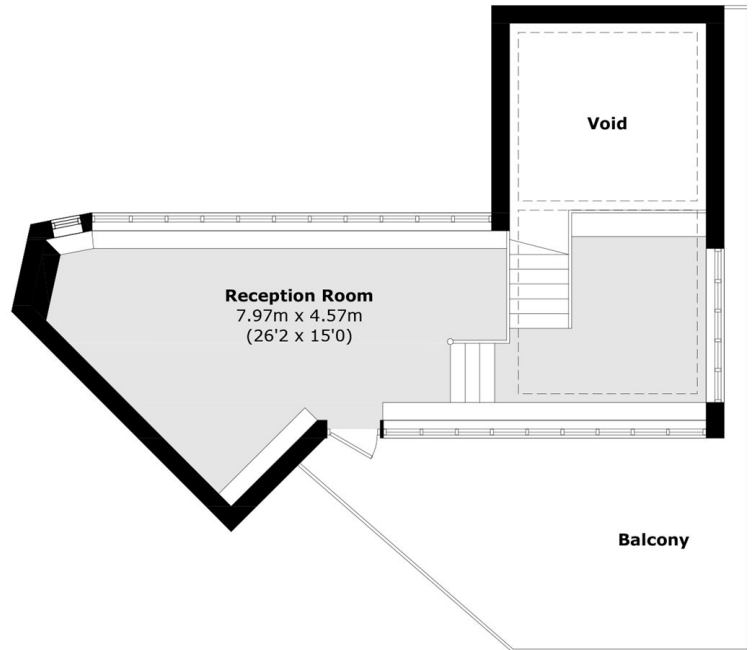 Void
Reception Room
7.97m x 4.57m
(26'2 x 15'0)
Balcony